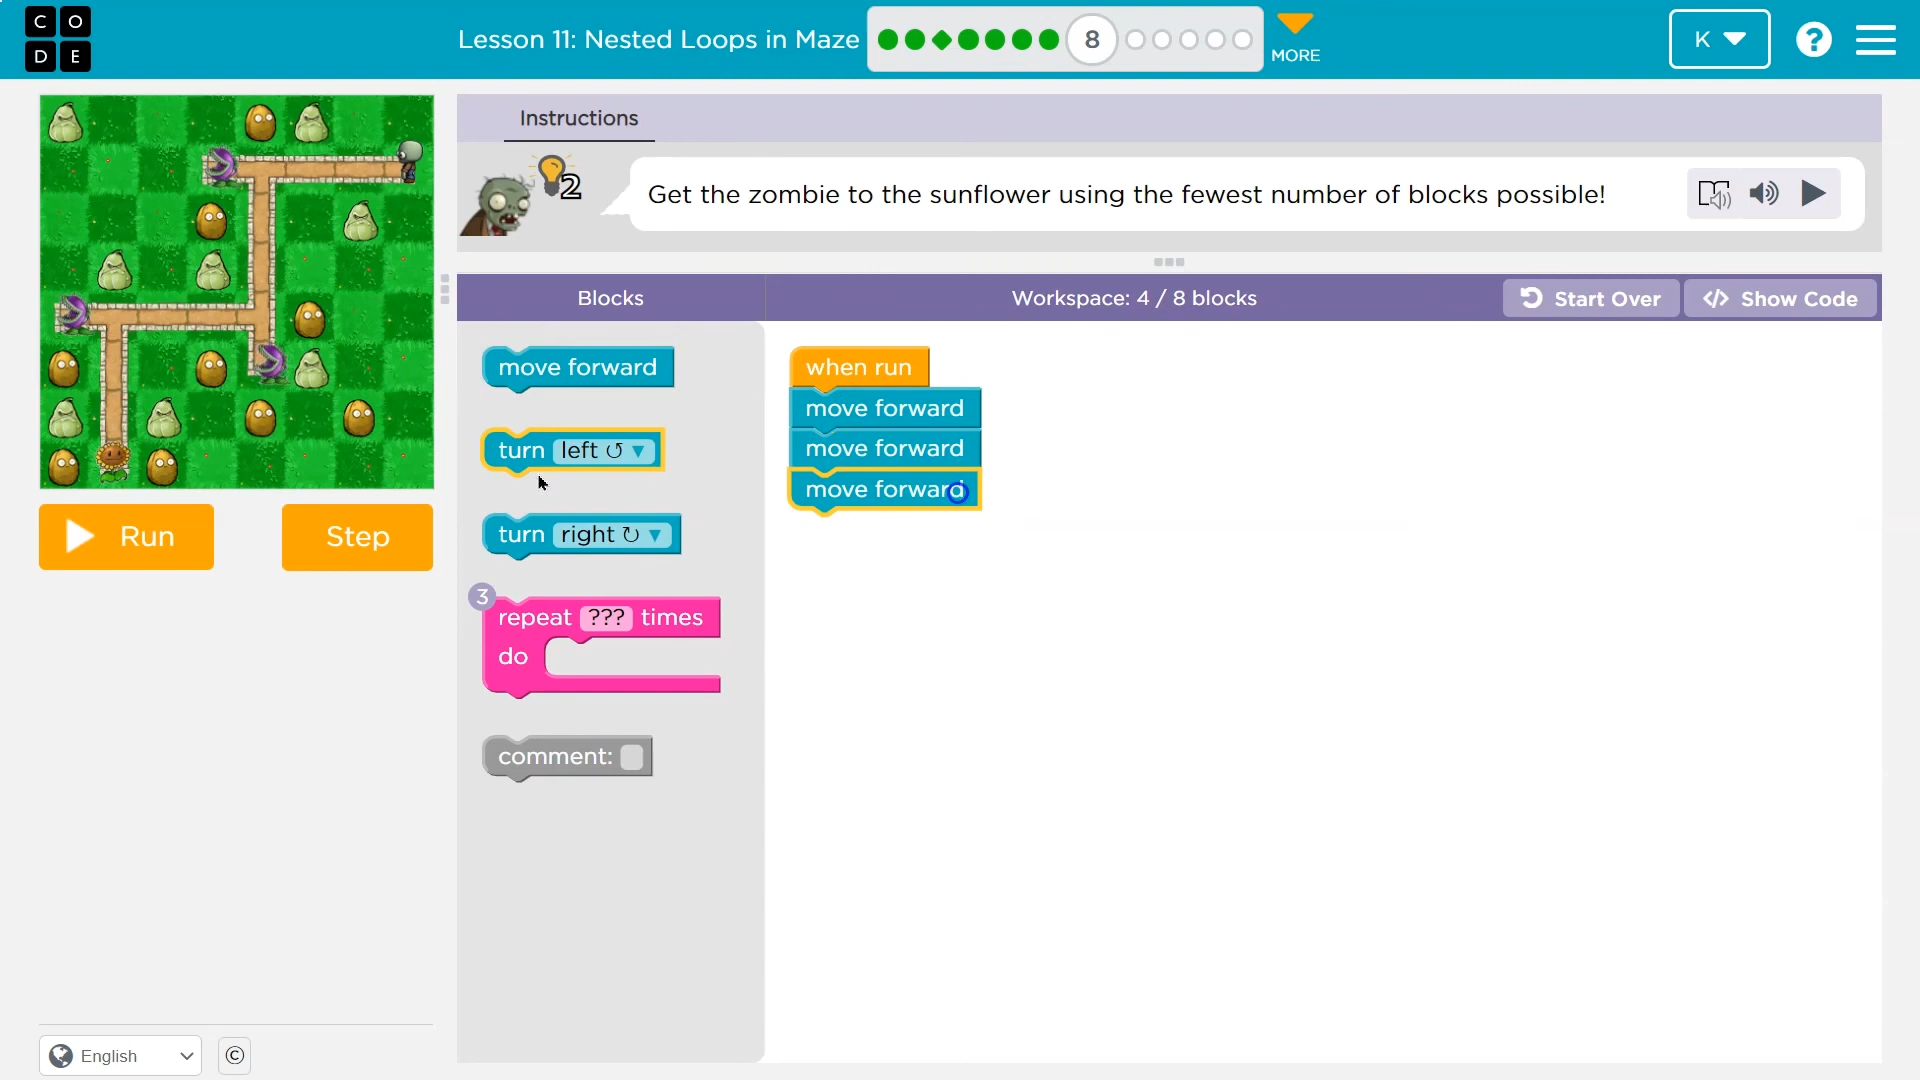 C O
D E
Lesson 11: Nested Loops in Maze
8
MORE
K
?
Instructions
2
Get the zombie to the sunflower using the fewest number of blocks possible!
Blocks
Workspace: 4 / 8 blocks
Start Over
</> Show Code
move forward
turn left ↺ ▼
turn right ↻ ▼
3
repeat ??? times
do
comment:
when run
move forward
move forward
move forward
Run
Step
English
©